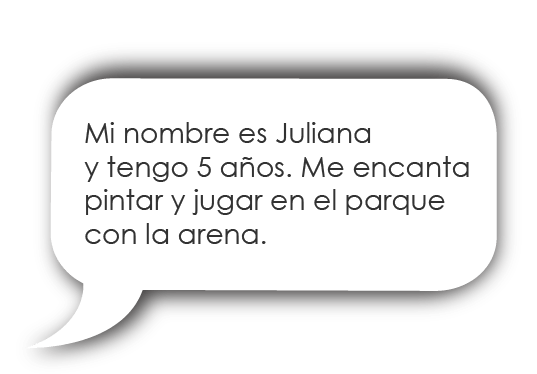 Mi nombre es Juliana
y tengo 5 años. Me encanta
pintar y jugar en el parque
con la arena.